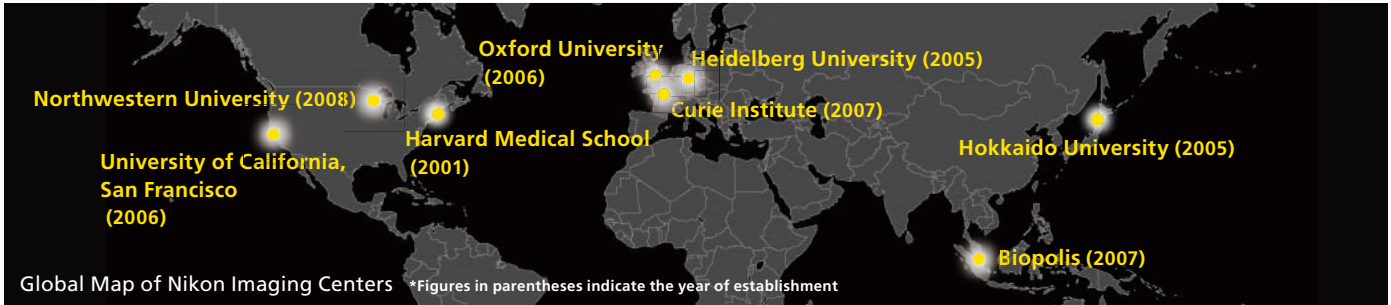 Oxford University
(2006)
Heidelberg University (2005)
Northwestern University (2008)
Curie Institute (2007)
Harvard Medical School
(2001)
Hokkaido University (2005)
University of California,
San Francisco
(2006)
Biopolis (2007)
Global Map of Nikon Imaging Centers *Figures in parentheses indicate the year of establishment